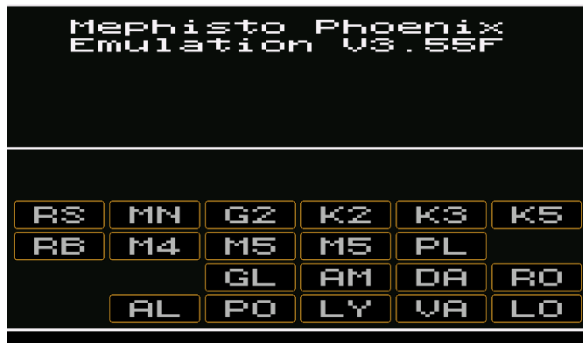 Mephisto Phoenix
Emulation V3.55F
RS MN G2 K2 K3 K5
RB M4 M5 M5 PL
GL AM DA RO
AL PO LY VA LO